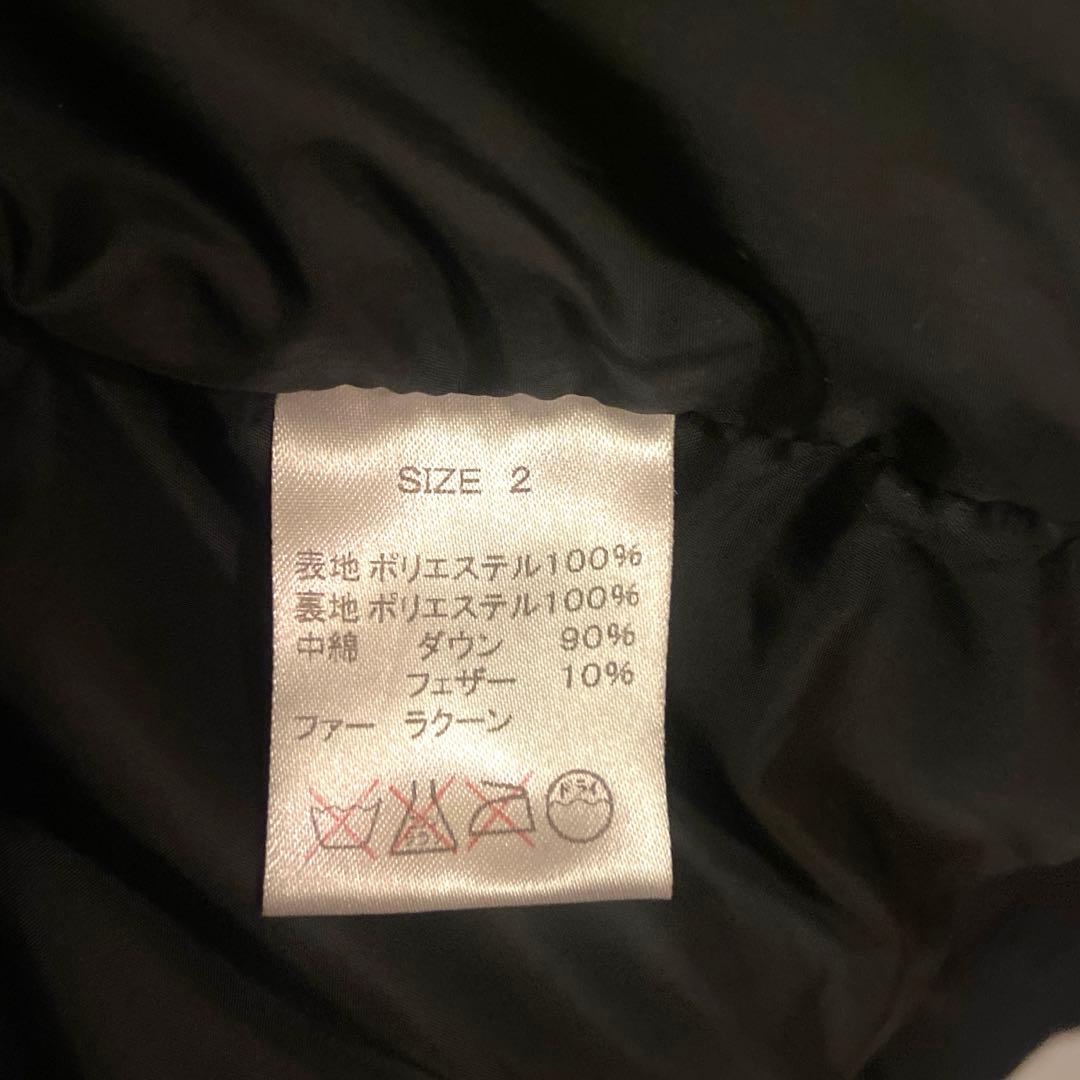 SIZE 2
表地 ポリエステル100%
裏地 ポリエステル100%
中綿 ダウン 90%
フェザー 10%
ファー ラクーン
ドライ